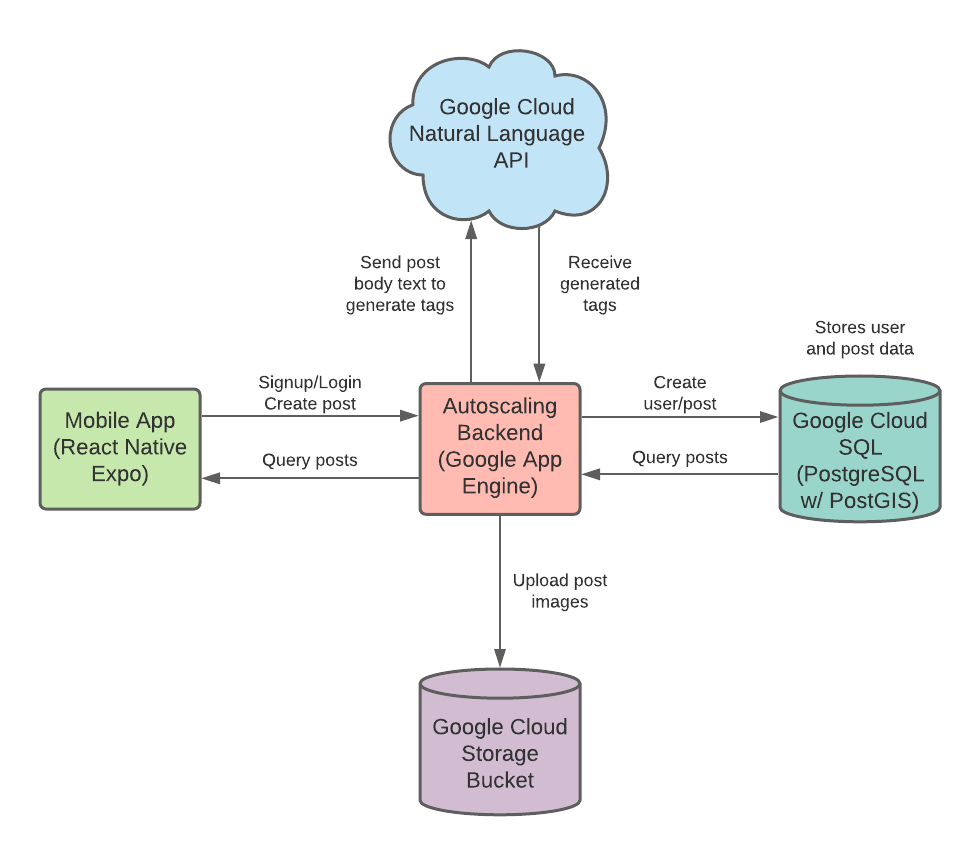 Google Cloud
Natural Language
API
Send post
body text to
generate tags
Receive
generated
tags
Stores user
and post data
Signup/Login
Create post
Create
user/post
Mobile App
(React Native
Expo)
Autoscaling
Backend
(Google App
Engine)
Google Cloud
SQL
(PostgreSQL
w/ PostGIS)
Query posts
Query posts
Upload post
images
Google Cloud
Storage
Bucket